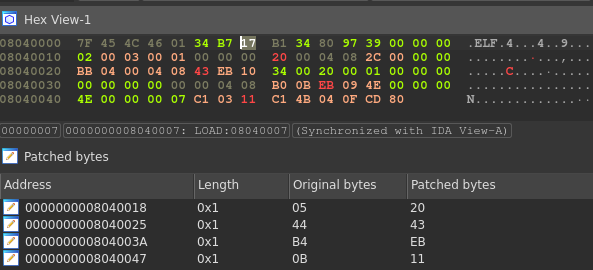 Hex View-1
08040000 7F 45 4C 46 01 34 B7 17 B1 34 80 97 39 00 00 00 .ELF.4...4..9...
08040010 02 00 03 00 01 00 00 00 20 00 04 08 2C 00 00 00 ........ ...,...
08040020 BB 04 00 04 08 43 EB 10 34 00 20 00 01 00 00 00 .....C..4. .....
08040030 00 00 00 00 00 00 04 08 B0 0B EB 09 4E 00 00 00 ............N...
08040040 4E 00 00 00 07 C1 03 11 C1 4B 04 0F CD 80 N.............
00000007 0000000008040007: LOAD:08040007 (Synchronized with IDA View-A)
Patched bytes
Address Length Original bytes Patched bytes
0000000008040018 0x1 05 20
0000000008040025 0x1 44 43
000000000804003A 0x1 B4 EB
0000000008040047 0x1 0B 11